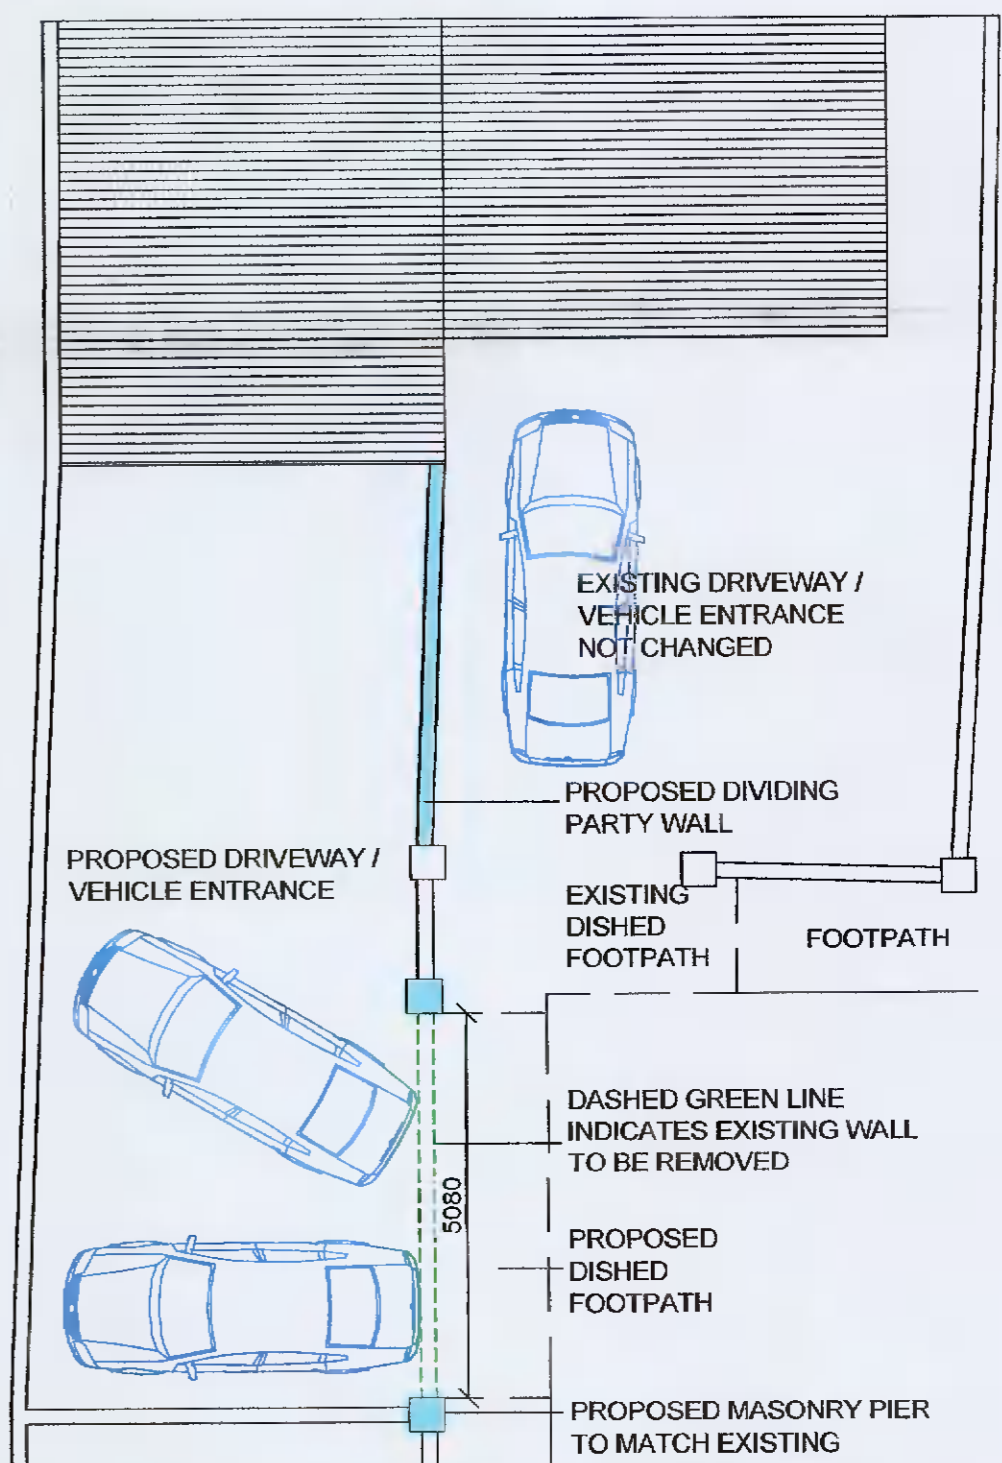 EXISTING DRIVEWAY /
VEHICLE ENTRANCE
NOT CHANGED
PROPOSED DIVIDING
PARTY WALL
PROPOSED DRIVEWAY /
VEHICLE ENTRANCE
EXISTING
DISHED
FOOTPATH
FOOTPATH
DASHED GREEN LINE
INDICATES EXISTING WALL
TO BE REMOVED
5080
PROPOSED
DISHED
FOOTPATH
PROPOSED MASONRY PIER
TO MATCH EXISTING